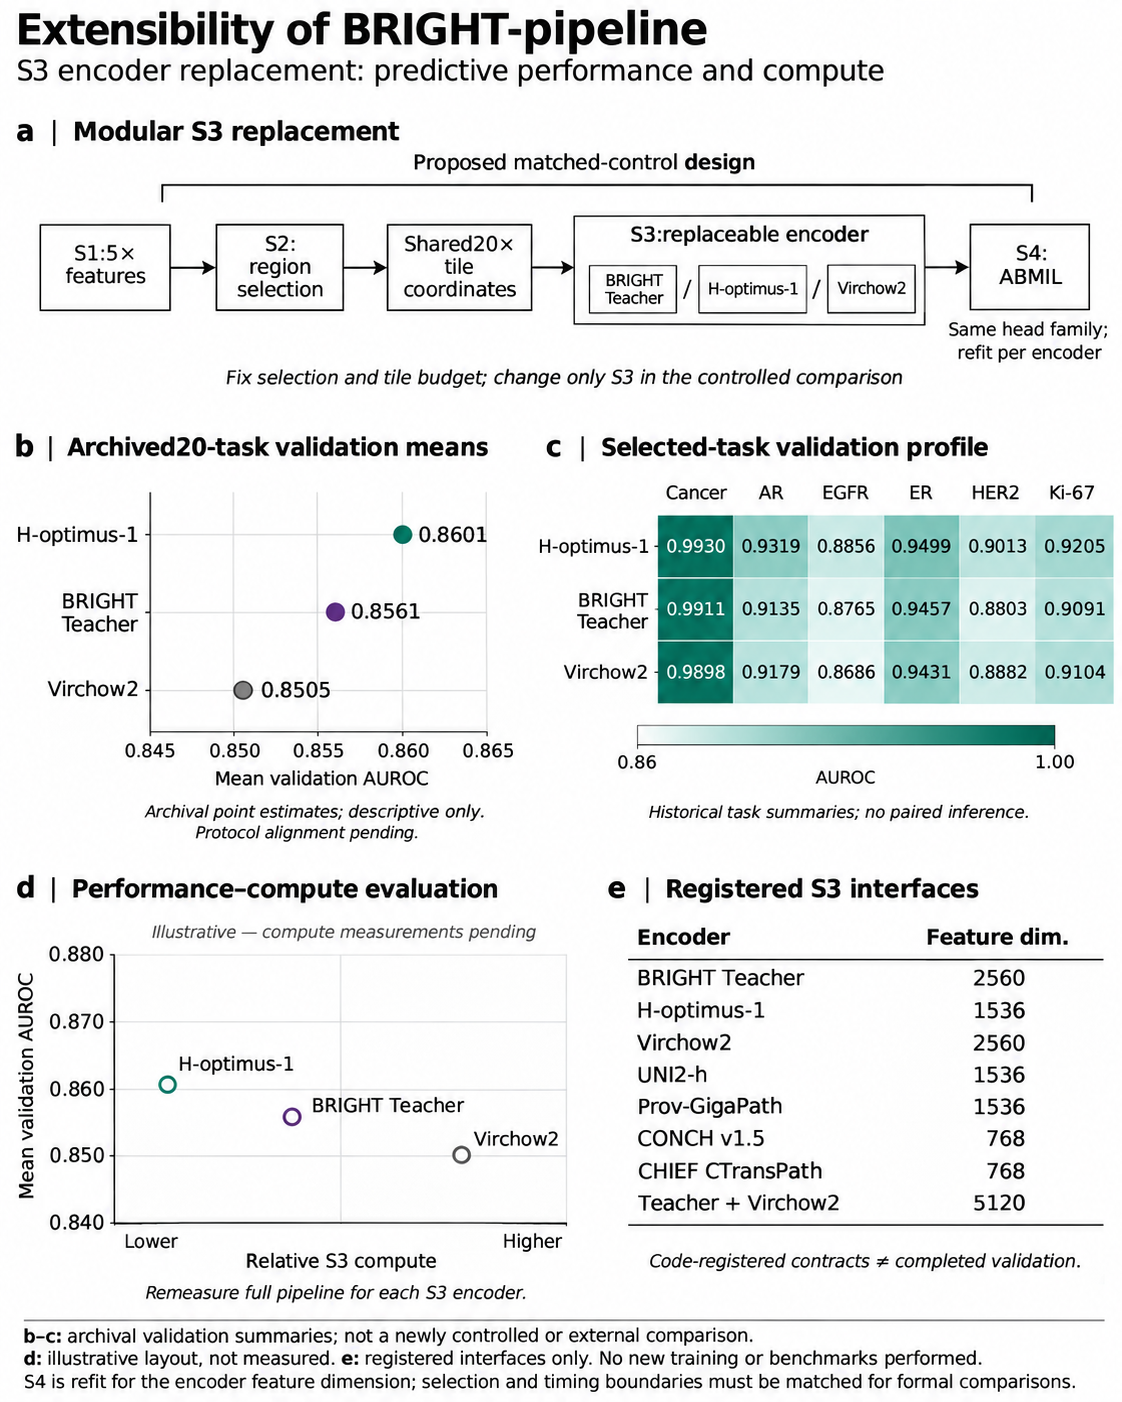 Extensibility of BRIGHT-pipeline
S3 encoder replacement: predictive performance and compute
a | Modular S3 replacement
Proposed matched-control design
S1:5×
features
S2:
region
selection
Shared20×
tile
coordinates
S3:replaceable encoder
BRIGHT
Teacher
/
H-optimus-1
/
Virchow2
S4:
ABMIL
Same head family;
refit per encoder
Fix selection and tile budget; change only S3 in the controlled comparison
b | Archived20-task validation means
H-optimus-1
0.8601
BRIGHT
Teacher
0.8561
Virchow2
0.8505
0.845 0.850 0.855 0.860 0.865
Mean validation AUROC
Archival point estimates; descriptive only.
Protocol alignment pending.
c | Selected-task validation profile
Cancer AR EGFR ER HER2 Ki-67
H-optimus-1 0.9930 0.9319 0.8856 0.9499 0.9013 0.9205
BRIGHT
Teacher
0.9911 0.9135 0.8765 0.9457 0.8803 0.9091
Virchow2 0.9898 0.9179 0.8686 0.9431 0.8882 0.9104
0.86 1.00
AUROC
Historical task summaries; no paired inference.
d | Performance–compute evaluation
Illustrative — compute measurements pending
Mean validation AUROC
0.880
0.870
0.860
0.850
0.840
H-optimus-1
BRIGHT Teacher
Virchow2
Lower Higher
Relative S3 compute
Remeasure full pipeline for each S3 encoder.
e | Registered S3 interfaces
Encoder Feature dim.
BRIGHT Teacher 2560
H-optimus-1 1536
Virchow2 2560
UNI2-h 1536
Prov-GigaPath 1536
CONCH v1.5 768
CHIEF CTransPath 768
Teacher + Virchow2 5120
Code-registered contracts ≠ completed validation.
b–c: archival validation summaries; not a newly controlled or external comparison.
d: illustrative layout, not measured. e: registered interfaces only. No new training or benchmarks performed.
S4 is refit for the encoder feature dimension; selection and timing boundaries must be matched for formal comparisons.